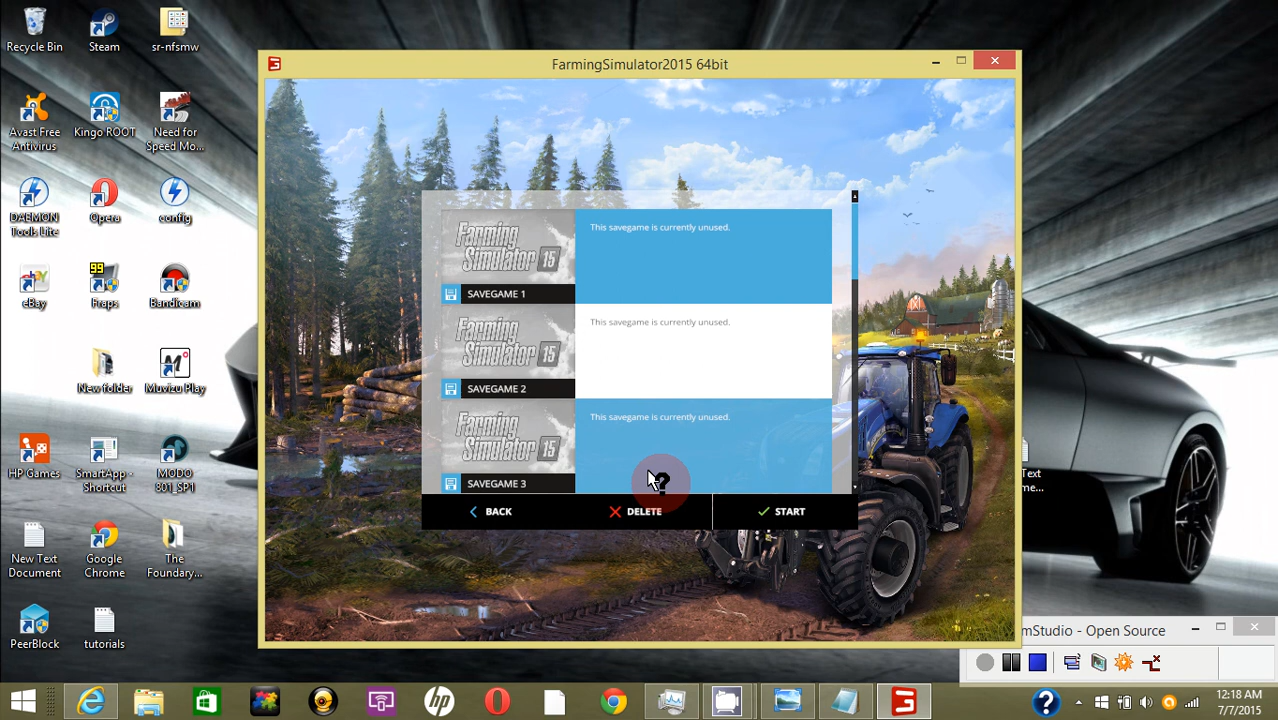 Recycle Bin
Steam
sr-nfsmw
Avast Free
Antivirus
Kingo ROOT
Need for
Speed Mo...
DAEMON
Tools Lite
Opera
config
eBay
99
Fraps
Bandicam
New folder
Muvizu Play
HP Games
SmartApp -
Shortcut
MODO
301_SP1
New Text
Document
Google
Chrome
The
Foundary...
PeerBlock
tutorials
FarmingSimulator2015 64bit
Farming
Simulator 15
This savegame is currently unused.
SAVEGAME 1
Farming
Simulator 15
This savegame is currently unused.
SAVEGAME 2
Farming
Simulator 15
This savegame is currently unused.
SAVEGAME 3
BACK
DELETE
START
Text
me...
mStudio - Open Source
hp
12:18 AM
7/7/2015